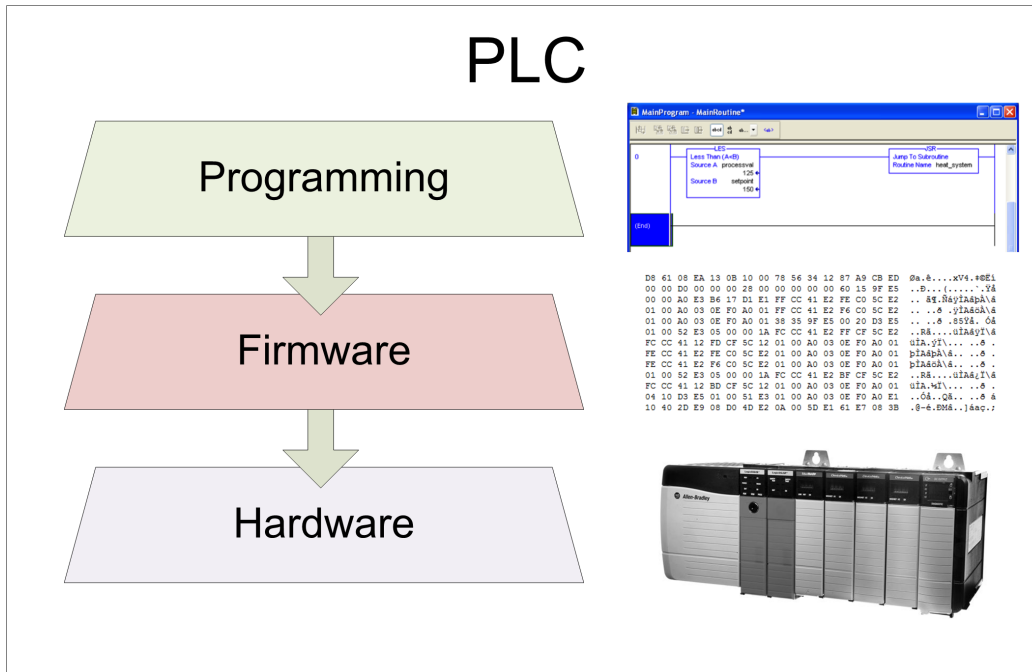 PLC
Programming
Firmware
Hardware
MainProgram - MainRoutine*
0
LES
Less Than (A<B)
Source A processval
125
Source B setpoint
150
JSR
Jump To Subroutine
Routine Name heat_system
(End)
D8 61 08 EA 13 0B 10 00 78 56 34 12 87 A9 CB ED Øa.ê....xV4.‡©Ëí
00 00 D0 00 00 00 28 00 00 00 00 00 60 15 9F E5 ..Ð...(.....`.Ÿå
00 00 A0 E3 B6 17 D1 E1 FF CC 41 E2 FE C0 5C E2
01 00 A0 03 0E F0 A0 01 FF CC 41 E2 F6 C0 5C E2
01 00 A0 03 0E F0 A0 01 38 35 9F E5 00 20 D3 E5
01 00 52 E3 05 00 00 1A FC CC 41 E2 FF CF 5C E2
FC CC 41 12 FD CF 5C 12 01 00 A0 03 0E F0 A0 01
FE CC 41 E2 FE C0 5C E2 01 00 A0 03 0E F0 A0 01
FE CC 41 E2 F6 C0 5C E2 01 00 A0 03 0E F0 A0 01
01 00 52 E3 05 00 00 1A FC CC 41 E2 BF CF 5C E2
FC CC 41 12 BD CF 5C 12 01 00 A0 03 0E F0 A0 01
04 10 D3 E5 01 00 51 E3 01 00 A0 03 0E F0 A0 E1
10 40 2D E9 08 D0 4D E2 0A 00 5D E1 61 E7 08 3B .@-é.ÐMâ..]áaç.;
Allen-Bradley